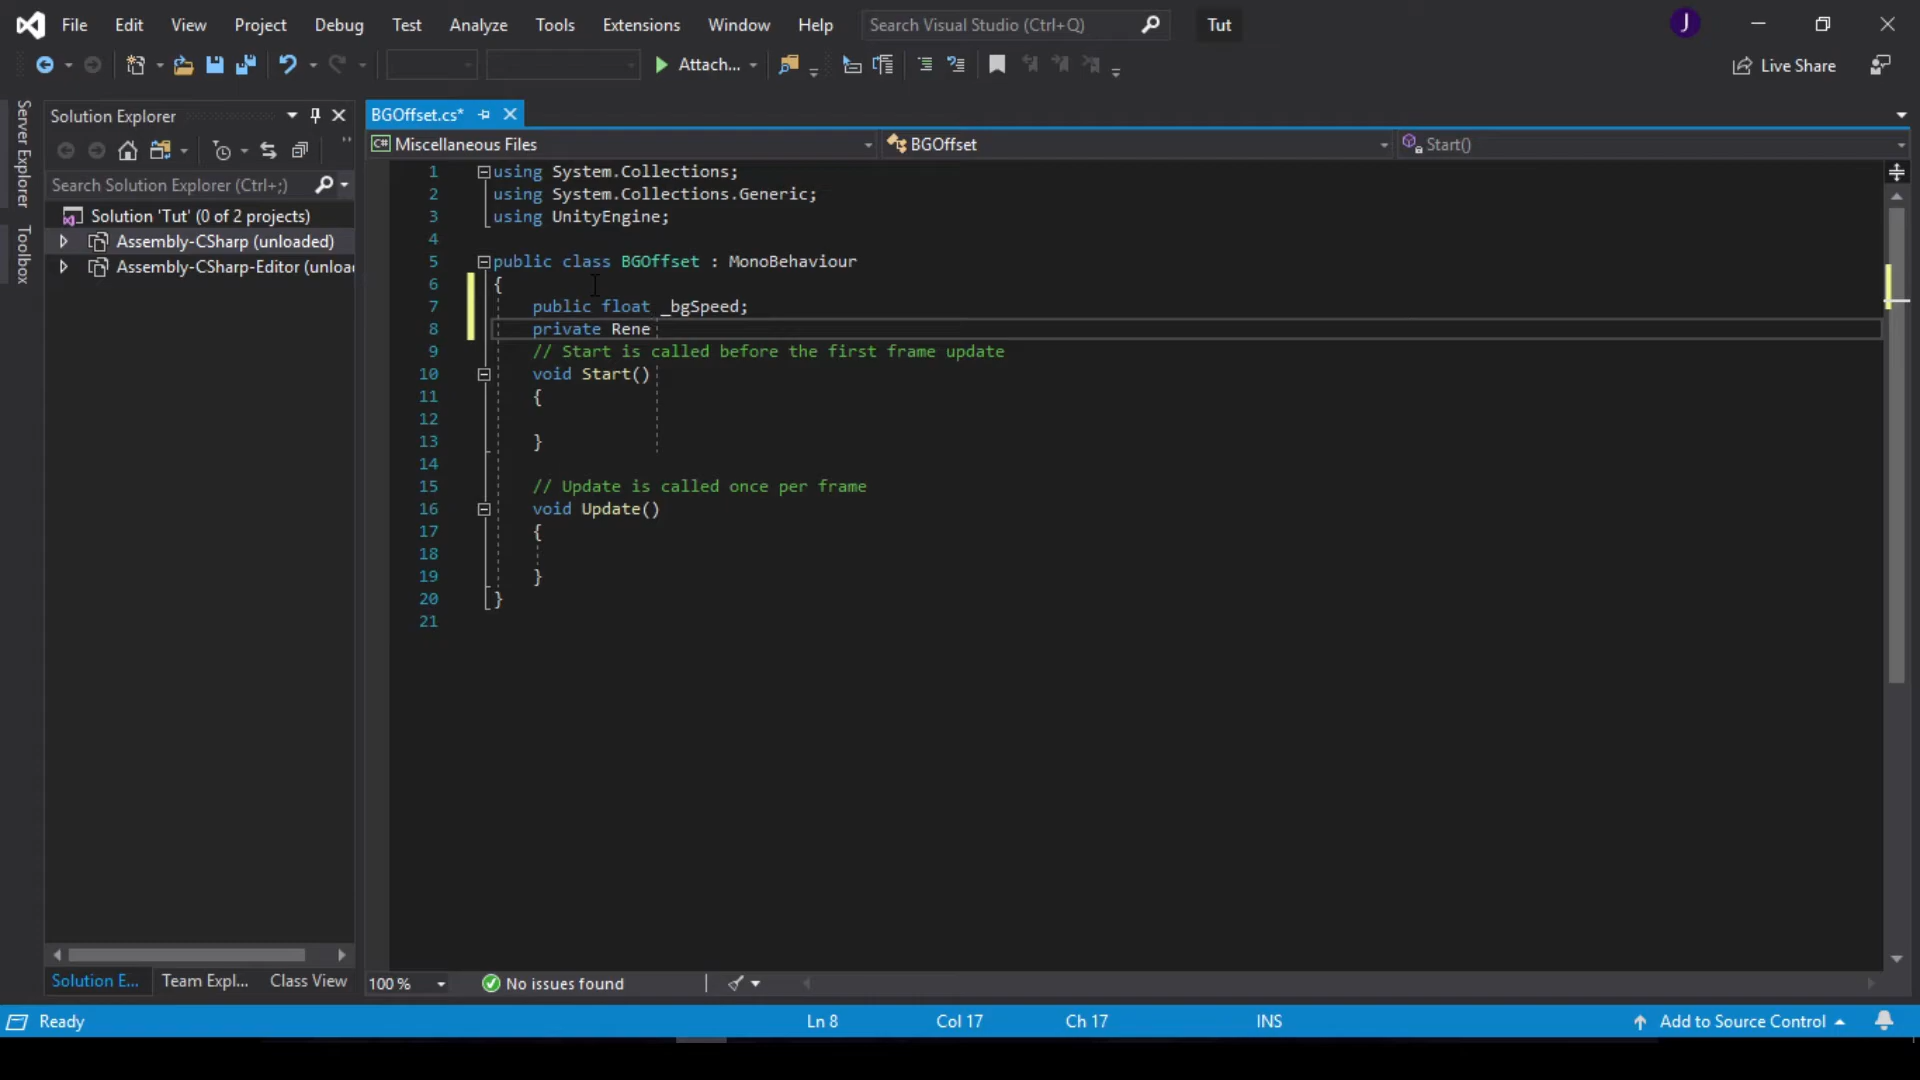 File Edit View Project Debug Test Analyze Tools Extensions Window Help Search Visual Studio (Ctrl+Q) Tut J
Attach... Live Share
Server Explorer
Toolbox
Solution Explorer
Search Solution Explorer (Ctrl+;)
Solution 'Tut' (0 of 2 projects)
Assembly-CSharp (unloaded)
Assembly-CSharp-Editor (unloa
Solution E... Team Expl... Class View
BGOffset.cs*
C# Miscellaneous Files BGOffset Start()
1 using System.Collections;
2 using System.Collections.Generic;
3 using UnityEngine;
4
5 public class BGOffset : MonoBehaviour
6 {
7 public float _bgSpeed;
8 private Rene
9 // Start is called before the first frame update
10 void Start()
11 {
12
13 }
14
15 // Update is called once per frame
16 void Update()
17 {
18
19 }
20 }
21
100 % No issues found
Ready Ln 8 Col 17 Ch 17 INS Add to Source Control